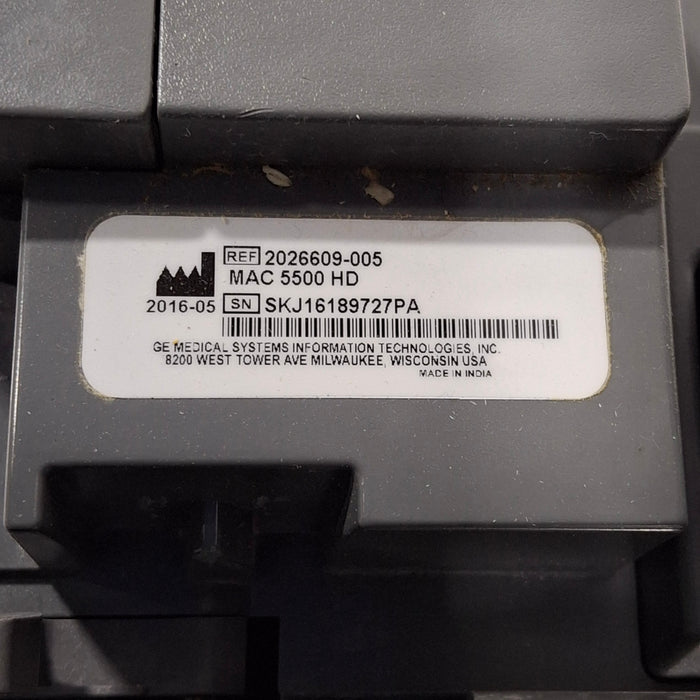 REF 2026609-005
MAC 5500 HD
2016-05 SN SKJ16189727PA
GE MEDICAL SYSTEMS INFORMATION TECHNOLOGIES, INC.
8200 WEST TOWER AVE MILWAUKEE, WISCONSIN USA
MADE IN INDIA